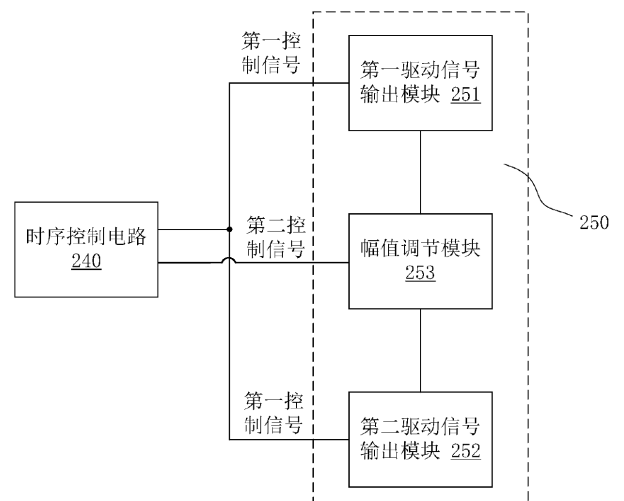 第一控
制信号
第一驱动信号
输出模块 251
时序控制电路
240
第二控
制信号
幅值调节模块
253
250
第一控
制信号
第二驱动信号
输出模块 252